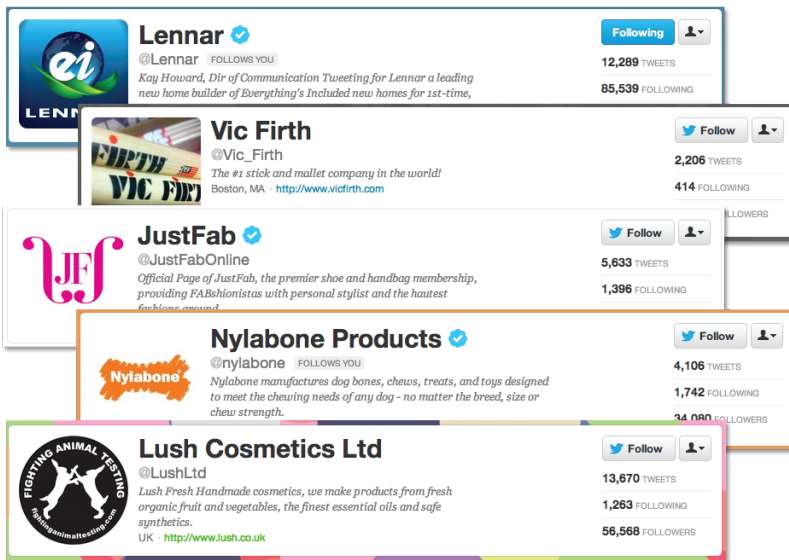 Lennar
@Lennar FOLLOWS YOU
Kay Howard, Dir of Communication Tweeting for Lennar a leading
new home builder of Everything's Included new homes for 1st-time,
ei
LENN
Following
12,289 TWEETS
85,539 FOLLOWING
FIRTH
VIC FIRT
Vic Firth
@Vic_Firth
The #1 stick and mallet company in the world!
Boston, MA · http://www.vicfirth.com
Follow
2,206 TWEETS
414 FOLLOWING
LLOWERS
JF
JustFab
@JustFabOnline
Official Page of JustFab, the premier shoe and handbag membership,
providing FABshionistas with personal stylist and the hautest
fashions around
Follow
5,633 TWEETS
1,396 FOLLOWING
Nylabone
Nylabone Products
@nylabone FOLLOWS YOU
Nylabone manufactures dog bones, chews, treats, and toys designed
to meet the chewing needs of any dog - no matter the breed, size or
chew strength.
Follow
4,106 TWEETS
1,742 FOLLOWING
34,080 FOLLOWERS
FIGHTING ANIMAL TESTING
fightinganimaltesting.com
Lush Cosmetics Ltd
@LushLtd
Lush Fresh Handmade cosmetics, we make products from fresh
organic fruit and vegetables, the finest essential oils and safe
synthetics.
UK · http://www.lush.co.uk
Follow
13,670 TWEETS
1,263 FOLLOWING
56,568 FOLLOWERS